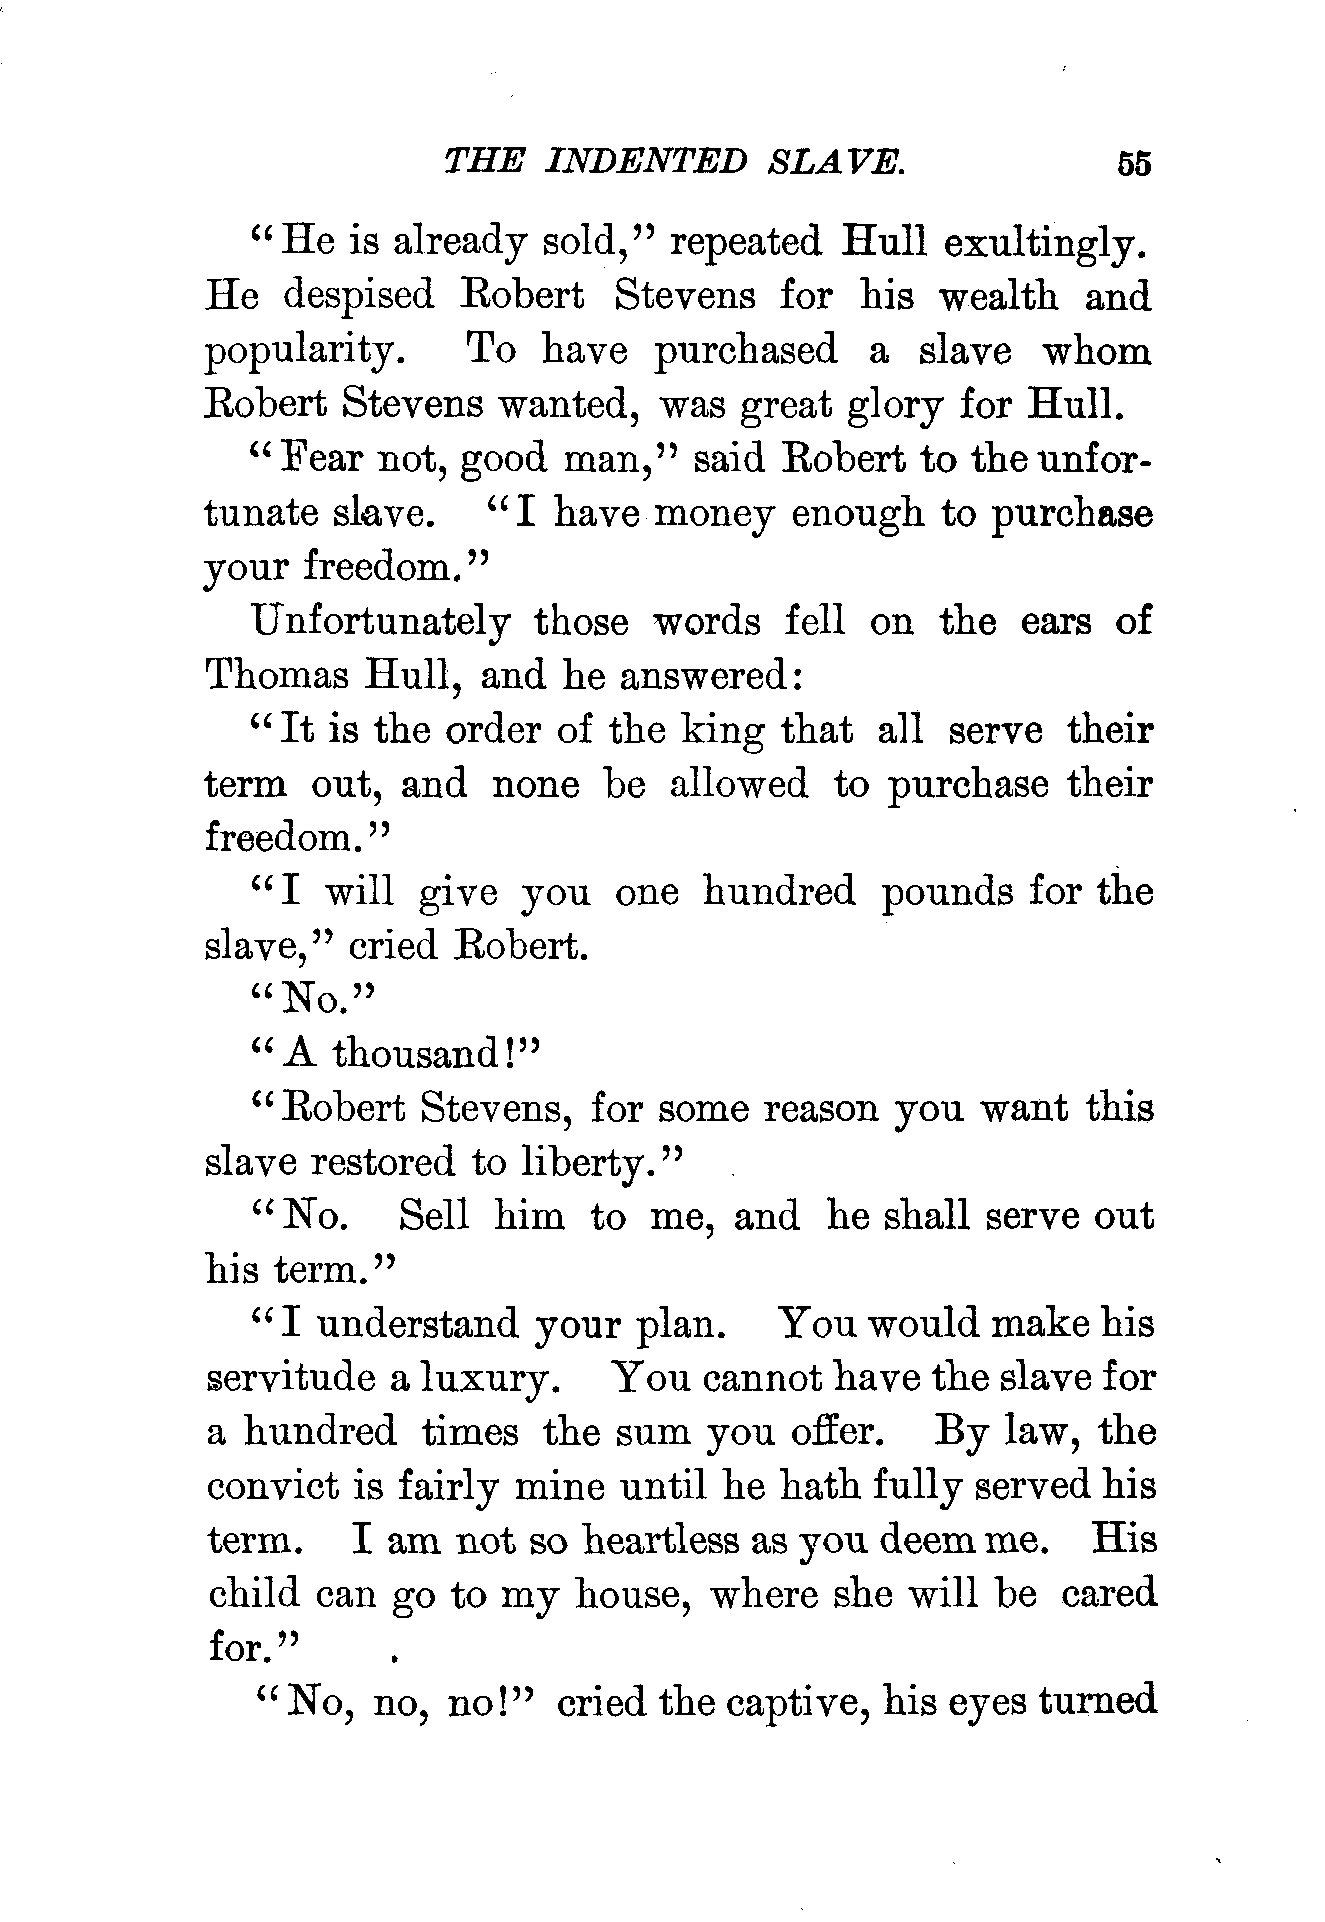 THE INDENTED SLAVE. 55
“He is already sold,” repeated Hull exultingly.
He despised Robert Stevens for his wealth and
popularity. To have purchased a slave whom
Robert Stevens wanted, was great glory for Hull.
“Fear not, good man,” said Robert to the unfor-
tunate slave. “I have money enough to purchase
your freedom.”
Unfortunately those words fell on the ears of
Thomas Hull, and he answered:
“It is the order of the king that all serve their
term out, and none be allowed to purchase their
freedom.”
“I will give you one hundred pounds for the
slave,” cried Robert.
“No.”
“A thousand!”
“Robert Stevens, for some reason you want this
slave restored to liberty.”
“No. Sell him to me, and he shall serve out
his term.”
“I understand your plan. You would make his
servitude a luxury. You cannot have the slave for
a hundred times the sum you offer. By law, the
convict is fairly mine until he hath fully served his
term. I am not so heartless as you deem me. His
child can go to my house, where she will be cared
for.”
“No, no, no!” cried the captive, his eyes turned